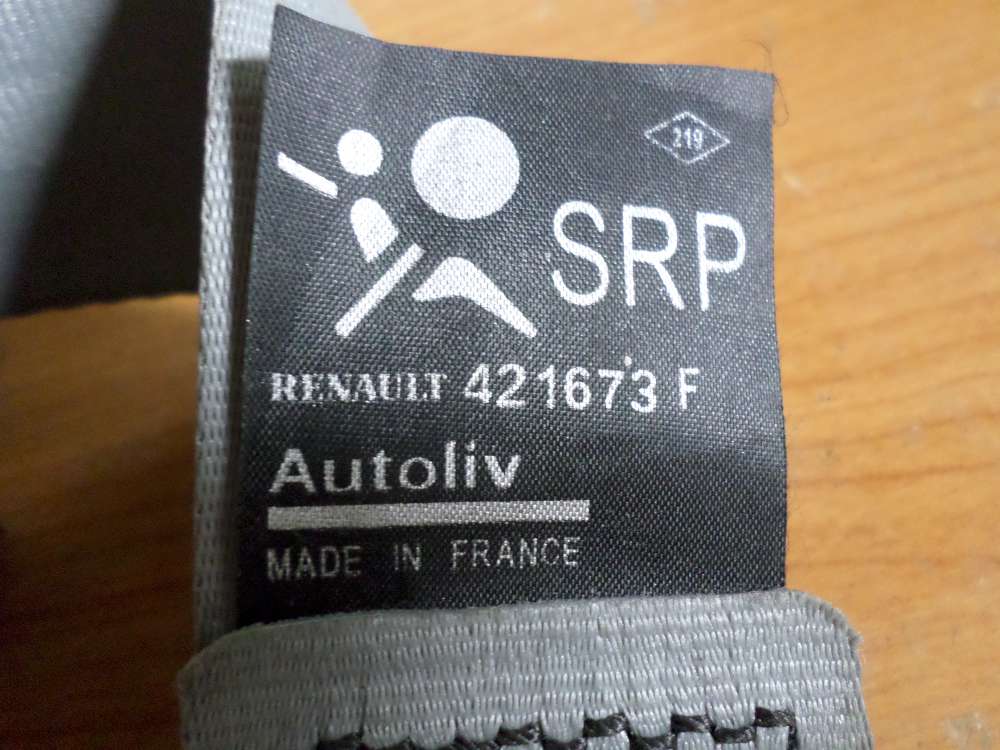 219
SRP
RENAULT 421673 F
Autoliv
MADE IN FRANCE